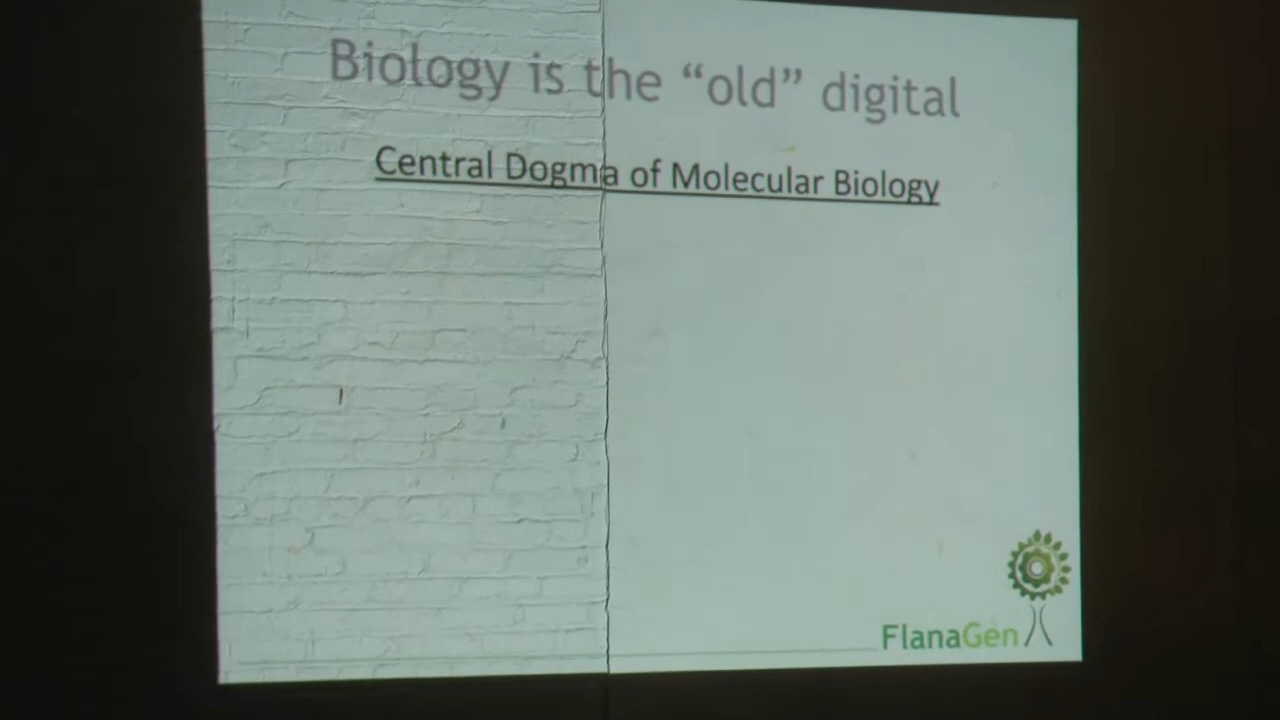 Biology is the “old” digital
Central Dogma of Molecular Biology
FlanaGen